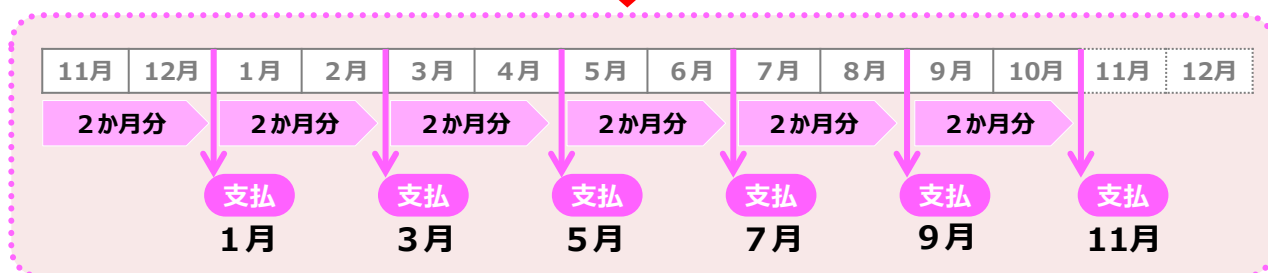 11月 12月 1月 2月 3月 4月 5月 6月 7月 8月 9月 10月 11月 12月
2か月分 2か月分 2か月分 2か月分 2か月分 2か月分
支払 支払 支払 支払 支払 支払
1月 3月 5月 7月 9月 11月